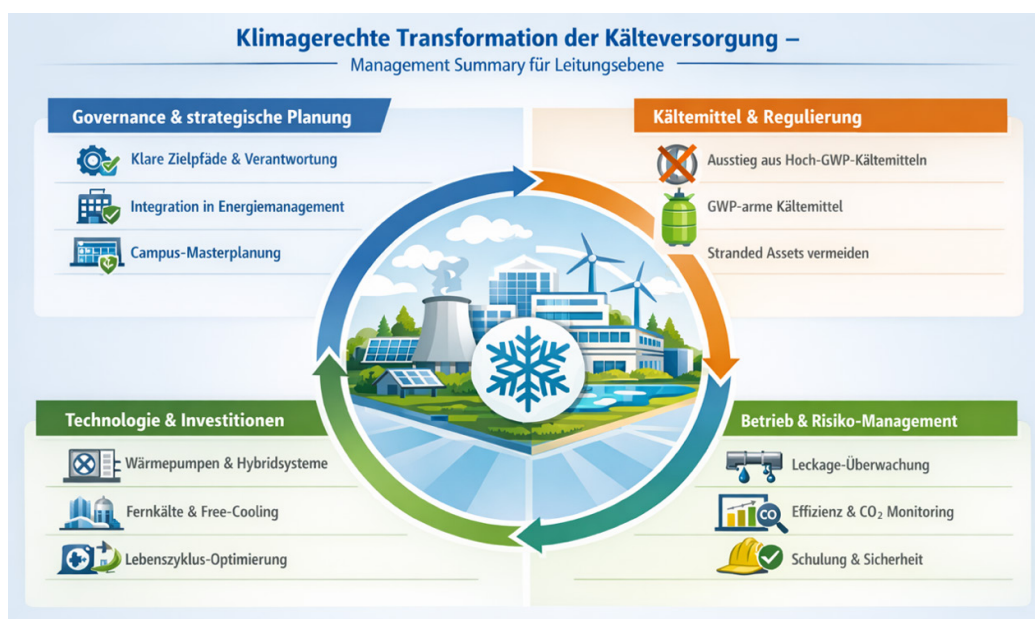 Klimagerechte Transformation der Kälteversorgung –
Management Summary für Leitungsebene
Governance & strategische Planung
Klare Zielpfade & Verantwortung
Integration in Energiemanagement
Campus-Masterplanung
Kältemittel & Regulierung
Ausstieg aus Hoch-GWP-Kältemitteln
GWP-arme Kältemittel
Stranded Assets vermeiden
Technologie & Investitionen
Wärmepumpen & Hybridsysteme
Fernkälte & Free-Cooling
Lebenszyklus-Optimierung
Betrieb & Risiko-Management
Leckage-Überwachung
CO
Effizienz & CO₂ Monitoring
Schulung & Sicherheit